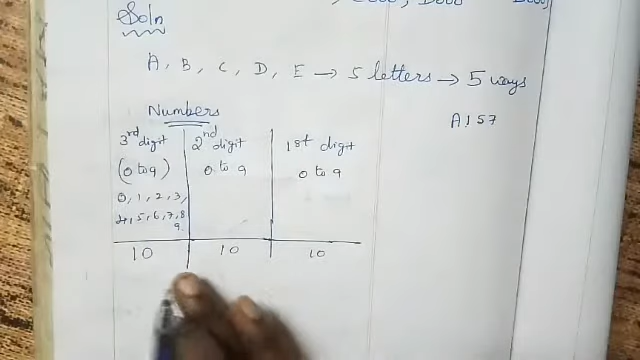 Soln
A, B, C, D, E → 5 letters → 5 ways
A157
Numbers
3rd digit 2nd digit 1st digit
(0 to 9) 0 to 9 0 to 9
0, 1, 2, 3,
4, 5, 6, 7, 8
9
10 10 10